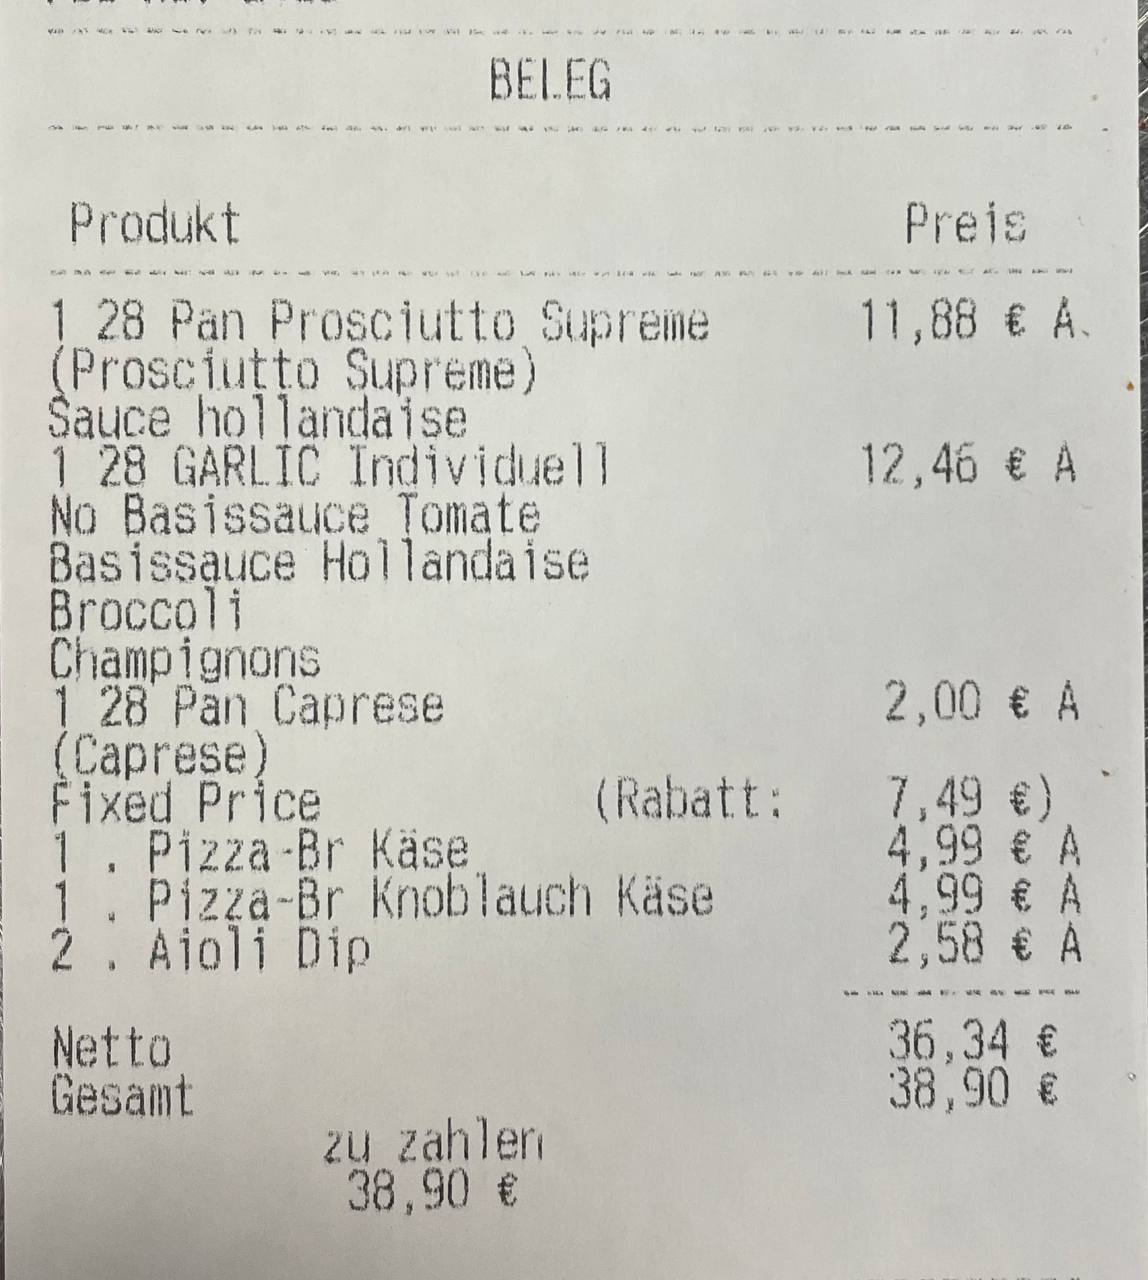 BELEG
Produkt Preis
1 28 Pan Prosciutto Supreme 11,88 € A
(Prosciutto Supreme)
Sauce hollandaise
1 28 GARLIC Individuell 12,46 € A
No Basissauce Tomate
Basissauce Hollandaise
Broccoli
Champignons
1 28 Pan Caprese 2,00 € A
(Caprese)
Fixed Price (Rabatt: 7,49 €)
1 . Pizza-Br Käse 4,99 € A
1 . Pizza-Br Knoblauch Käse 4,99 € A
2 . Aioli Dip 2,58 € A
Netto 36,34 €
Gesamt 38,90 €
zu zahlen
38,90 €